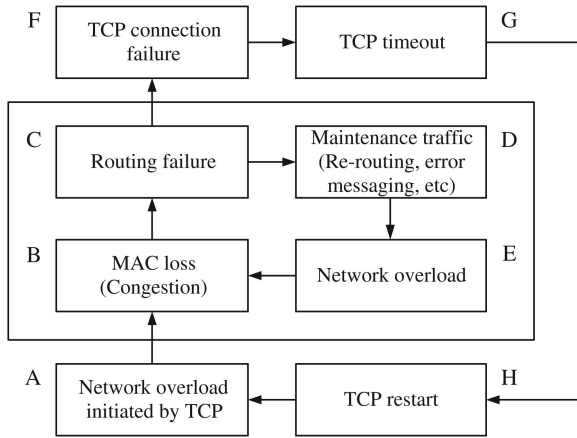 F
TCP connection
failure
TCP timeout
G
C
Routing failure
Maintenance traffic
(Re-routing, error
messaging, etc)
D
B
MAC loss
(Congestion)
Network overload
E
A
Network overload
initiated by TCP
TCP restart
H